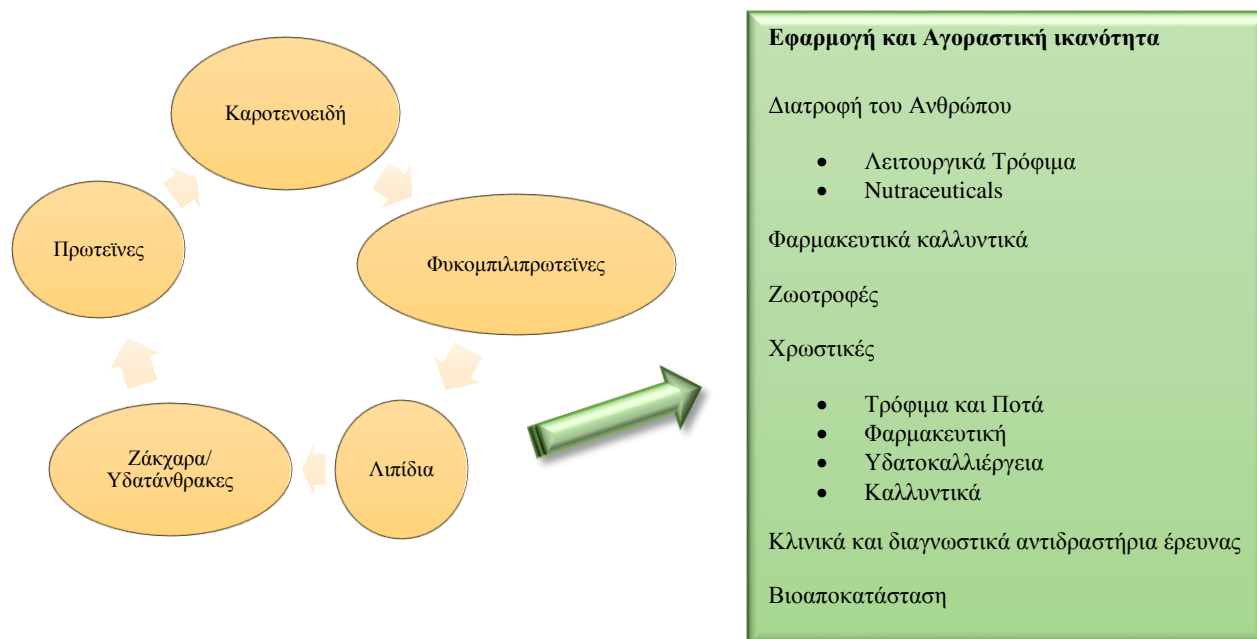 Καροτενοειδή
Φυκομπιλιπρωτεΐνες
Λιπίδια
Ζάκχαρα/
Υδατάνθρακες
Πρωτεΐνες
Εφαρμογή και Αγοραστική ικανότητα
Διατροφή του Ανθρώπου
• Λειτουργικά Τρόφιμα
• Nutraceuticals
Φαρμακευτικά καλλυντικά
Ζωοτροφές
Χρωστικές
• Τρόφιμα και Ποτά
• Φαρμακευτική
• Υδατοκαλλιέργεια
• Καλλυντικά
Κλινικά και διαγνωστικά αντιδραστήρια έρευνας
Βιοαποκατάσταση